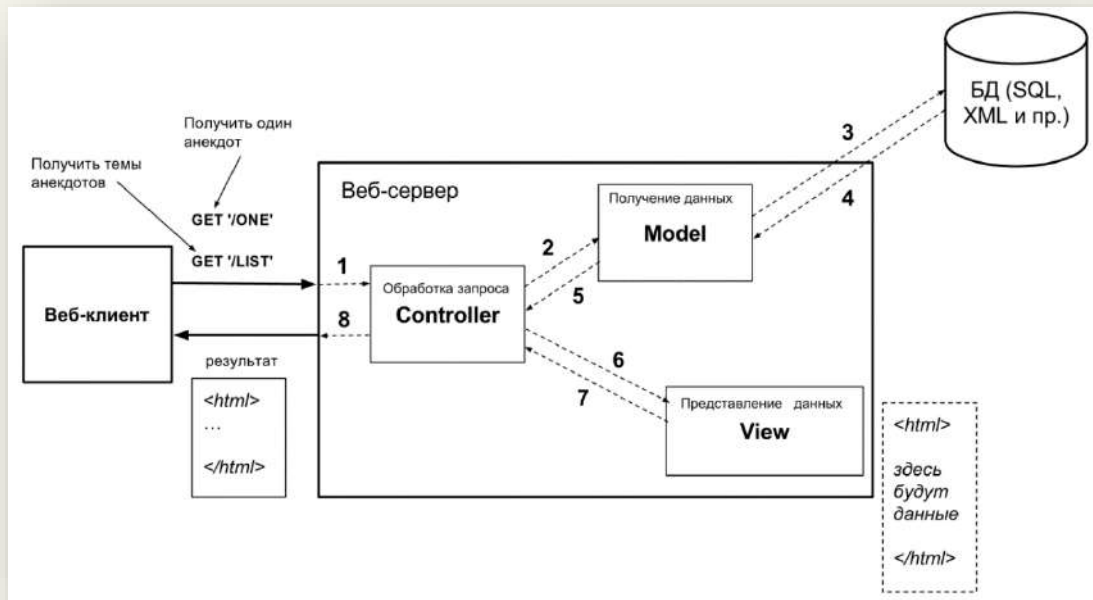 БД (SQL,
XML и пр.)
Получить один
анекдот
Получить темы
анекдотов
GET '/ONE'
GET '/LIST'
Веб-клиент
результат
<html>
...
</html>
Веб-сервер
1
8
Обработка запроса
Controller
2
5
Получение данных
Model
3
4
6
7
Представление данных
View
<html>
здесь
будут
данные
</html>